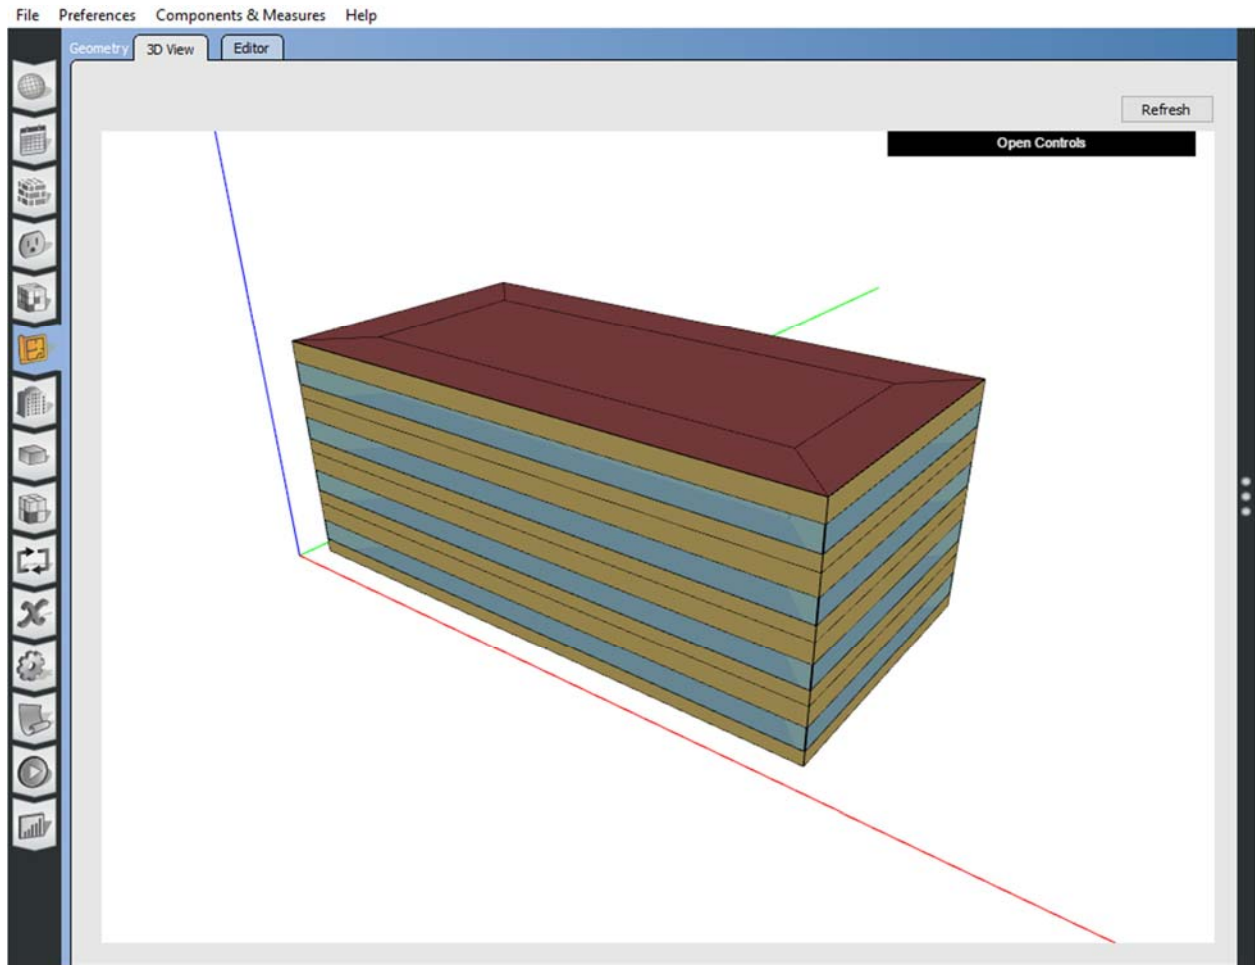 File Preferences Components & Measures Help
Geometry 3D View Editor
Refresh
Open Controls